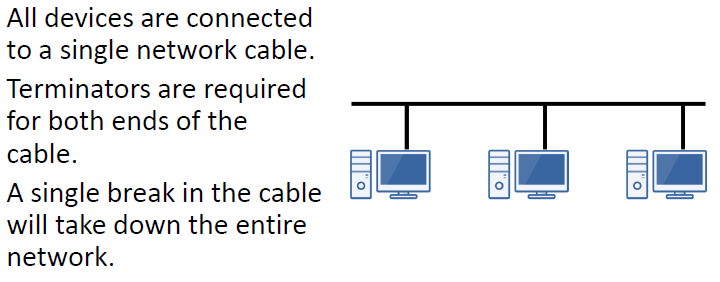 All devices are connected
to a single network cable.
Terminators are required
for both ends of the
cable.
A single break in the cable
will take down the entire
network.